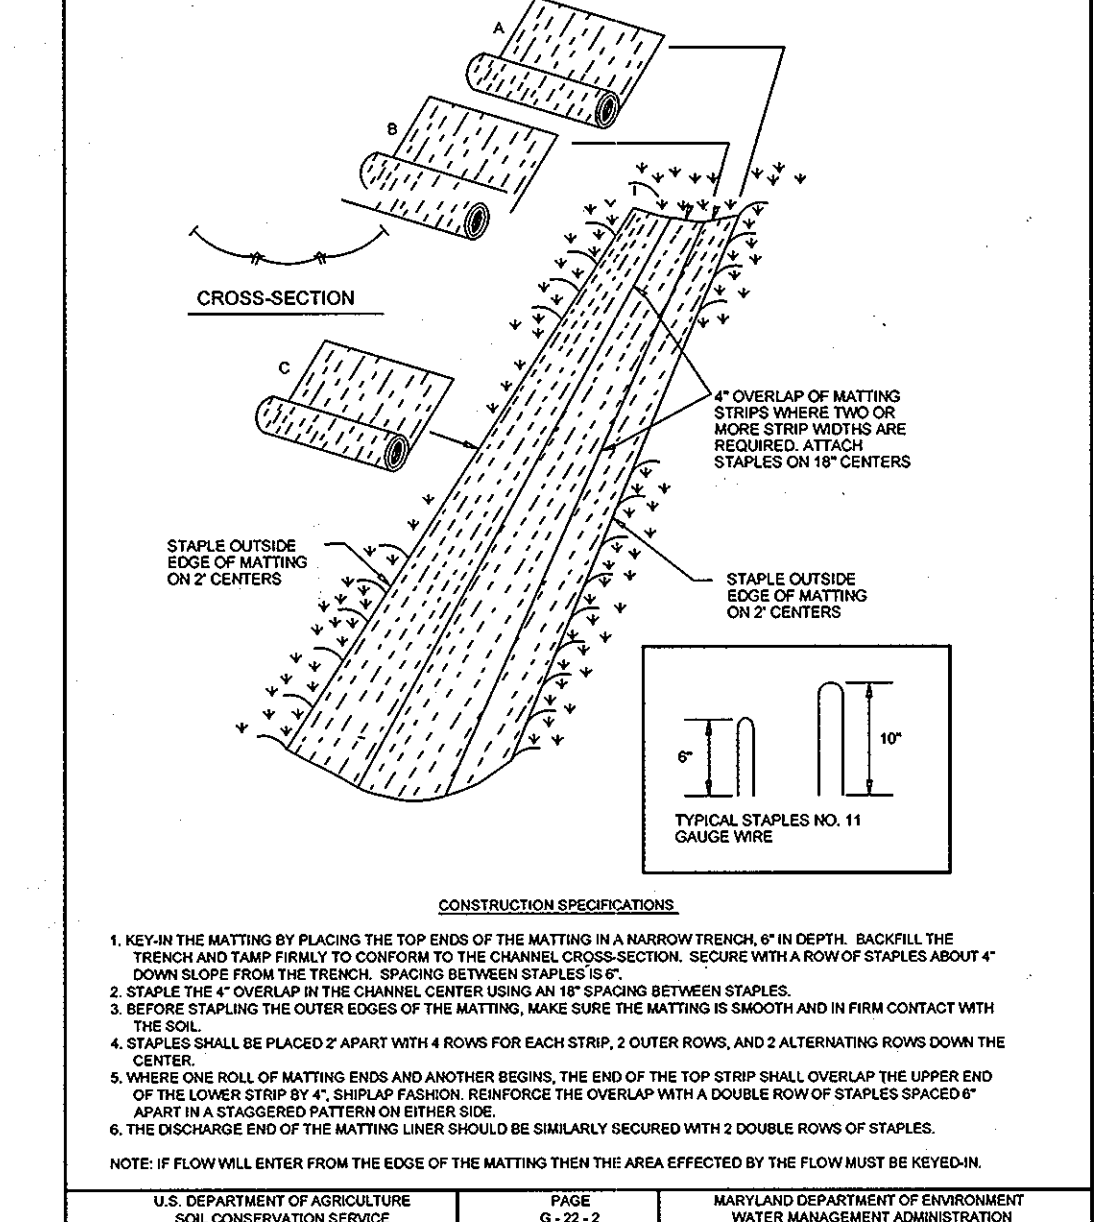 A
B
CROSS-SECTION
C
4" OVERLAP OF MATTING
STRIPS WHERE TWO OR
MORE STRIP WIDTHS ARE
REQUIRED. ATTACH
STAPLES ON 18" CENTERS
STAPLE OUTSIDE
EDGE OF MATTING
ON 2' CENTERS
STAPLE OUTSIDE
EDGE OF MATTING
ON 2' CENTERS
6"
10"
TYPICAL STAPLES NO. 11
GAUGE WIRE
CONSTRUCTION SPECIFICATIONS
1. KEY-IN THE MATTING BY PLACING THE TOP ENDS OF THE MATTING IN A NARROW TRENCH, 6" IN DEPTH. BACKFILL THE
TRENCH AND TAMP FIRMLY TO CONFORM TO THE CHANNEL CROSS-SECTION. SECURE WITH A ROW OF STAPLES ABOUT 4"
DOWN SLOPE FROM THE TRENCH. SPACING BETWEEN STAPLES IS 6".
2. STAPLE THE 4" OVERLAP IN THE CHANNEL CENTER USING AN 18" SPACING BETWEEN STAPLES.
3. BEFORE STAPLING THE OUTER EDGES OF THE MATTING, MAKE SURE THE MATTING IS SMOOTH AND IN FIRM CONTACT WITH
THE SOIL.
4. STAPLES SHALL BE PLACED 2' APART WITH 4 ROWS FOR EACH STRIP, 2 OUTER ROWS, AND 2 ALTERNATING ROWS DOWN THE
CENTER.
5. WHERE ONE ROLL OF MATTING ENDS AND ANOTHER BEGINS, THE END OF THE TOP STRIP SHALL OVERLAP THE UPPER END
OF THE LOWER STRIP BY 4", SHIPLAP FASHION. REINFORCE THE OVERLAP WITH A DOUBLE ROW OF STAPLES SPACED 6"
APART IN A STAGGERED PATTERN ON EITHER SIDE.
6. THE DISCHARGE END OF THE MATTING LINER SHOULD BE SIMILARLY SECURED WITH 2 DOUBLE ROWS OF STAPLES.
NOTE: IF FLOW WILL ENTER FROM THE EDGE OF THE MATTING THEN THE AREA EFFECTED BY THE FLOW MUST BE KEYED-IN.
U.S. DEPARTMENT OF AGRICULTURE
SOIL CONSERVATION SERVICE
PAGE
G - 22 - 2
MARYLAND DEPARTMENT OF ENVIRONMENT
WATER MANAGEMENT ADMINISTRATION